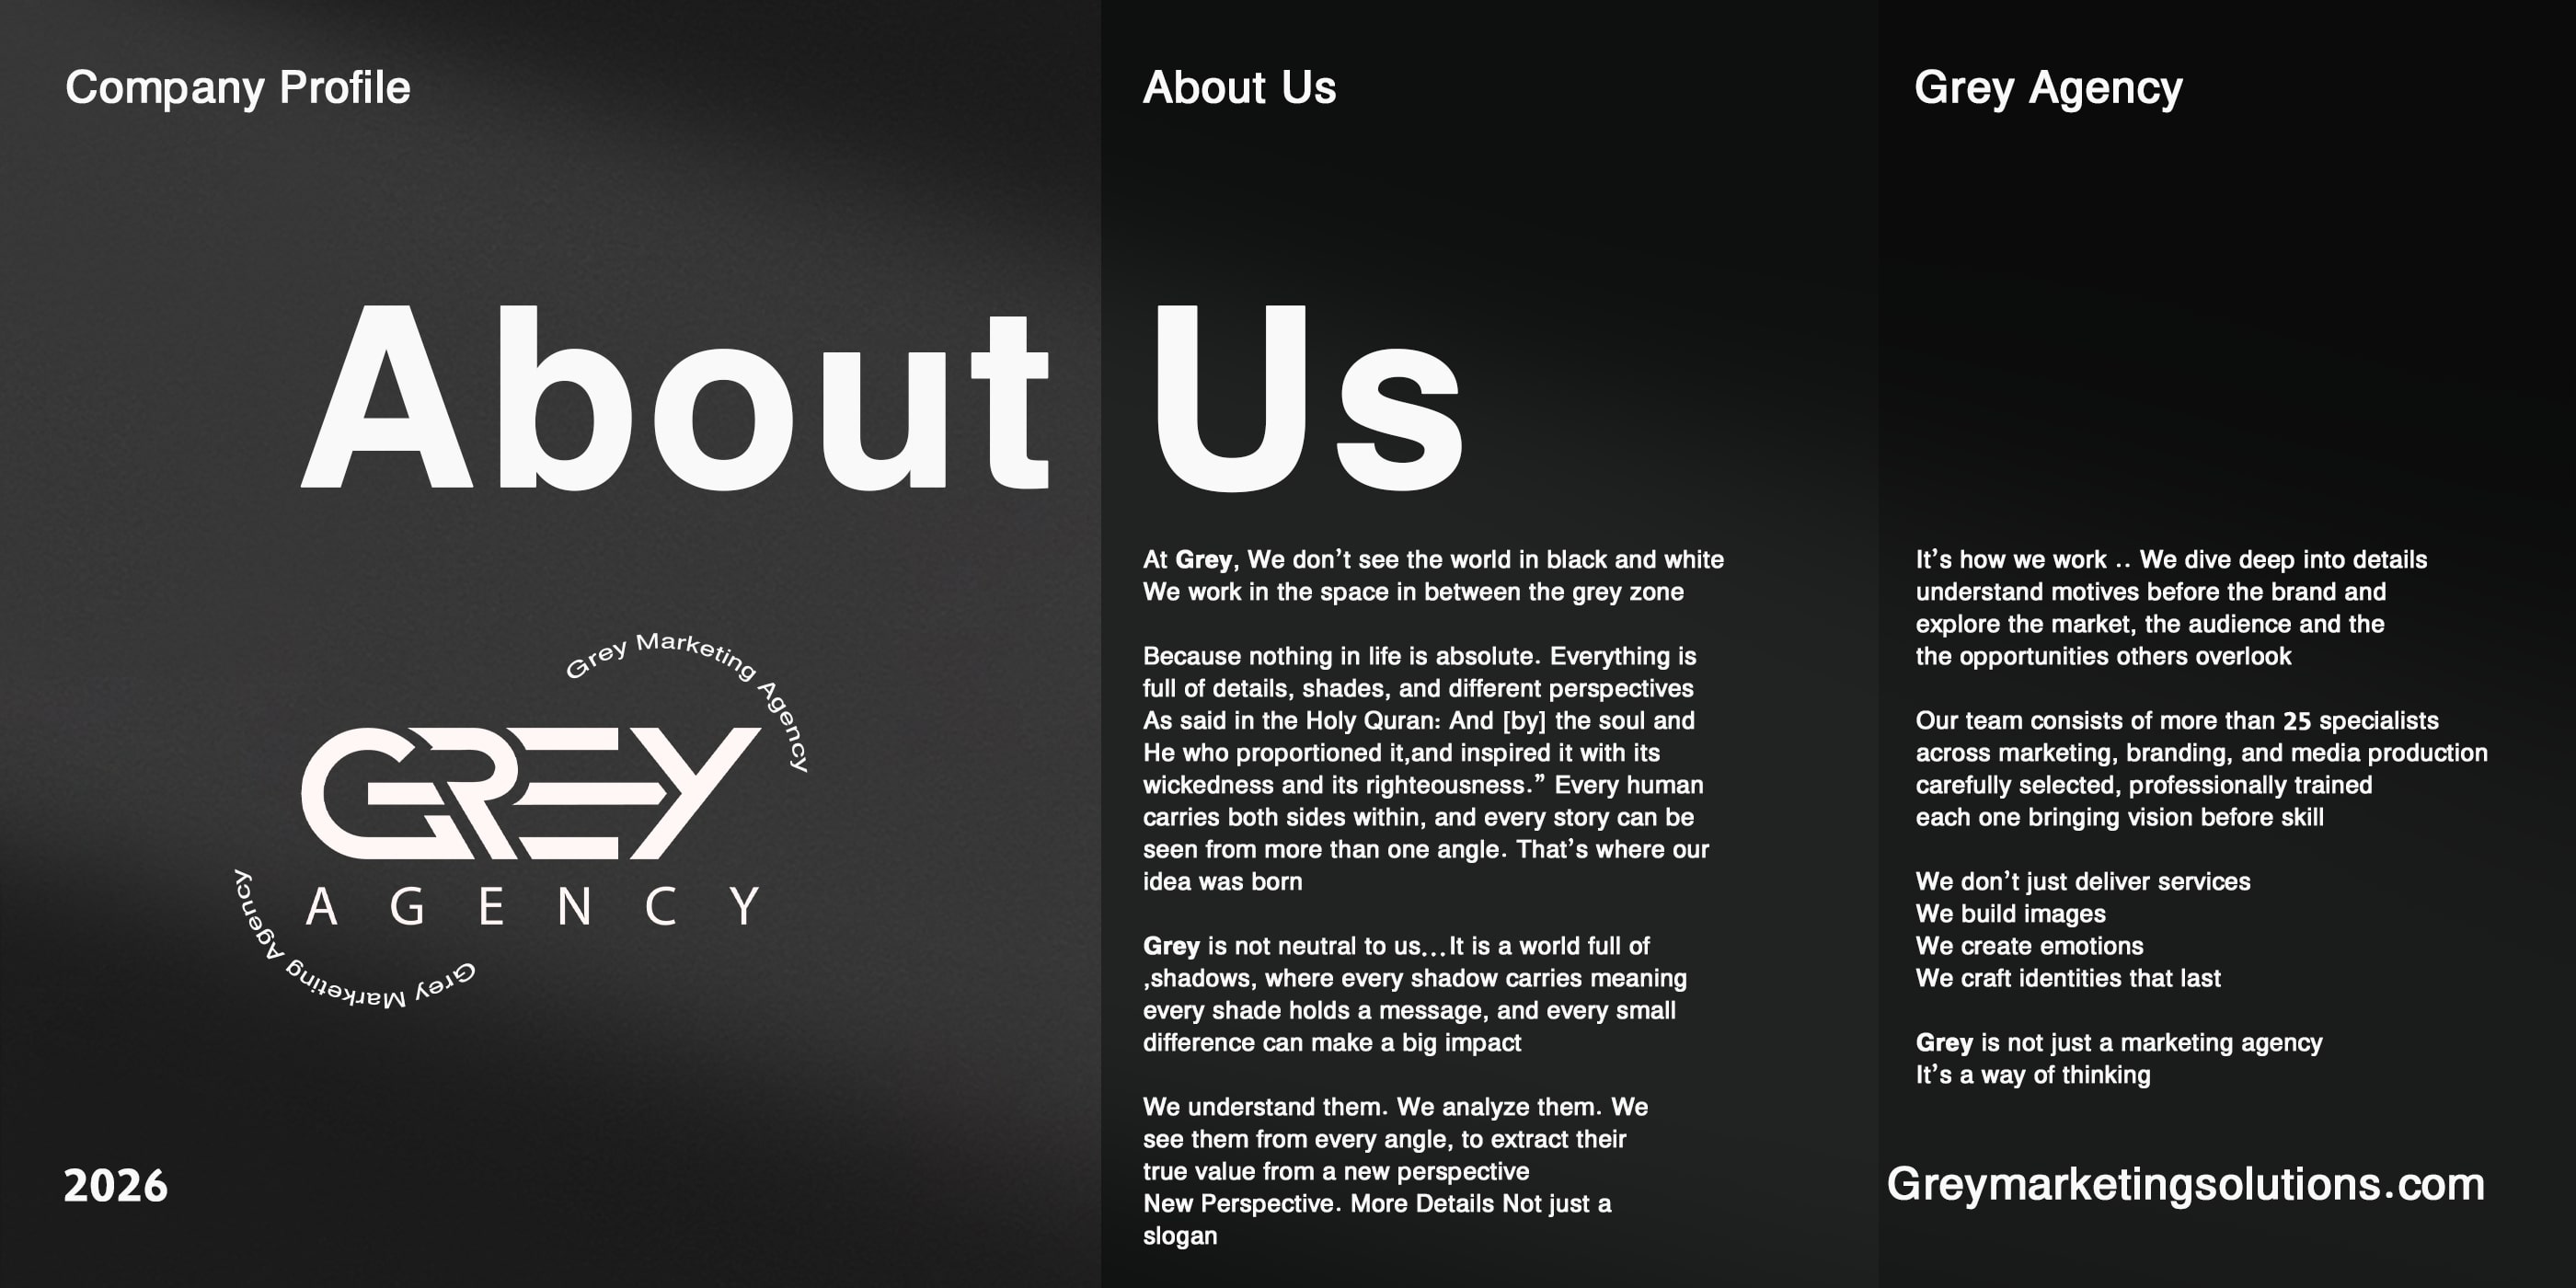 Company Profile
About Us
Grey Agency
About Us
Grey Marketing Agency
GREY
AGENCY
Grey Marketing Agency
2026
At Grey, We don’t see the world in black and white
We work in the space in between the grey zone
Because nothing in life is absolute. Everything is
full of details, shades, and different perspectives
As said in the Holy Quran: And [by] the soul and
He who proportioned it,and inspired it with its
wickedness and its righteousness.” Every human
carries both sides within, and every story can be
seen from more than one angle. That’s where our
idea was born
Grey is not neutral to us...It is a world full of
,shadows, where every shadow carries meaning
every shade holds a message, and every small
difference can make a big impact
We understand them. We analyze them. We
see them from every angle, to extract their
true value from a new perspective
New Perspective. More Details Not just a
slogan
It’s how we work .. We dive deep into details
understand motives before the brand and
explore the market, the audience and the
the opportunities others overlook
Our team consists of more than 25 specialists
across marketing, branding, and media production
carefully selected, professionally trained
each one bringing vision before skill
We don’t just deliver services
We build images
We create emotions
We craft identities that last
Grey is not just a marketing agency
It’s a way of thinking
Greymarketingsolutions.com